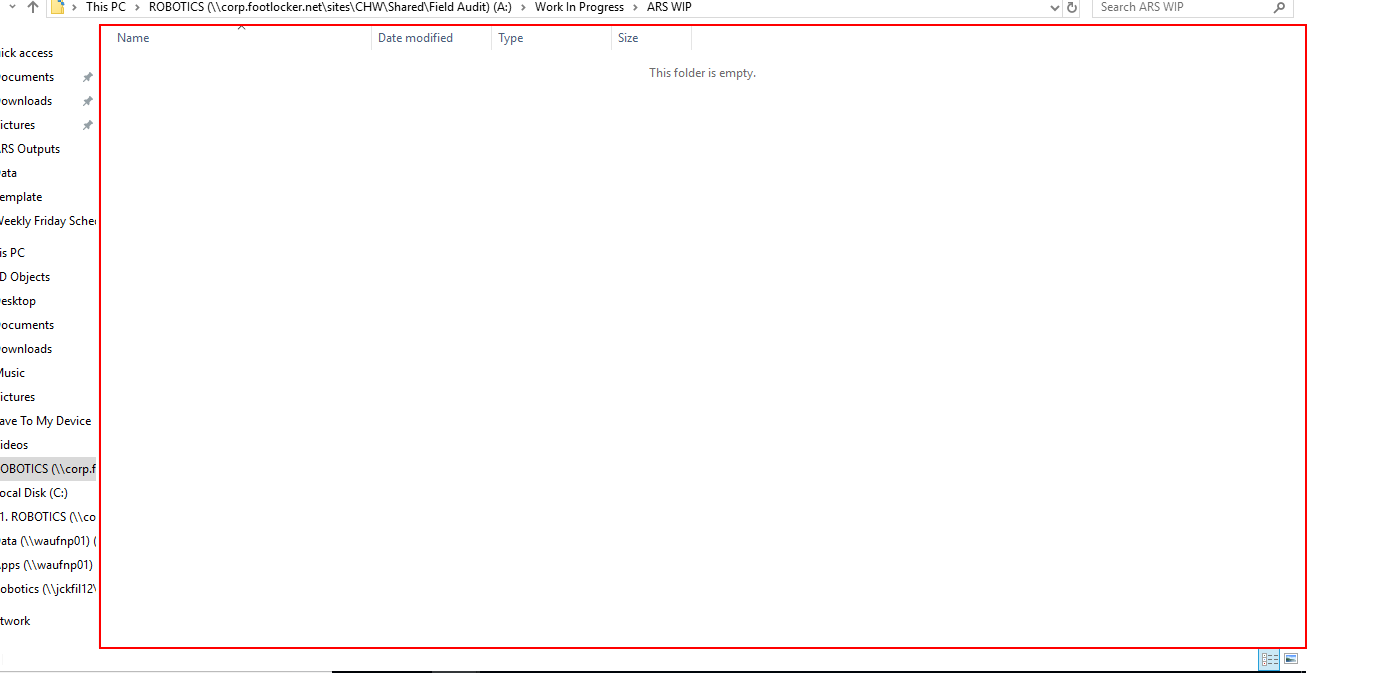 This PC > ROBOTICS (\\corp.footlocker.net\sites\CHW\Shared\Field Audit) (A:) > Work In Progress > ARS WIP
Search ARS WIP
Name Date modified Type Size
This folder is empty.
ick access
ocuments
ownloads
ictures
RS Outputs
ata
emplate
eekly Friday Sche
is PC
D Objects
esktop
ocuments
ownloads
Music
ictures
ave To My Device
ideos
OBOTICS (\\corp.f
ocal Disk (C:)
1. ROBOTICS (\\co
ata (\\waufnp01) (
pps (\\waufnp01)
obotics (\\jckfil12\
twork